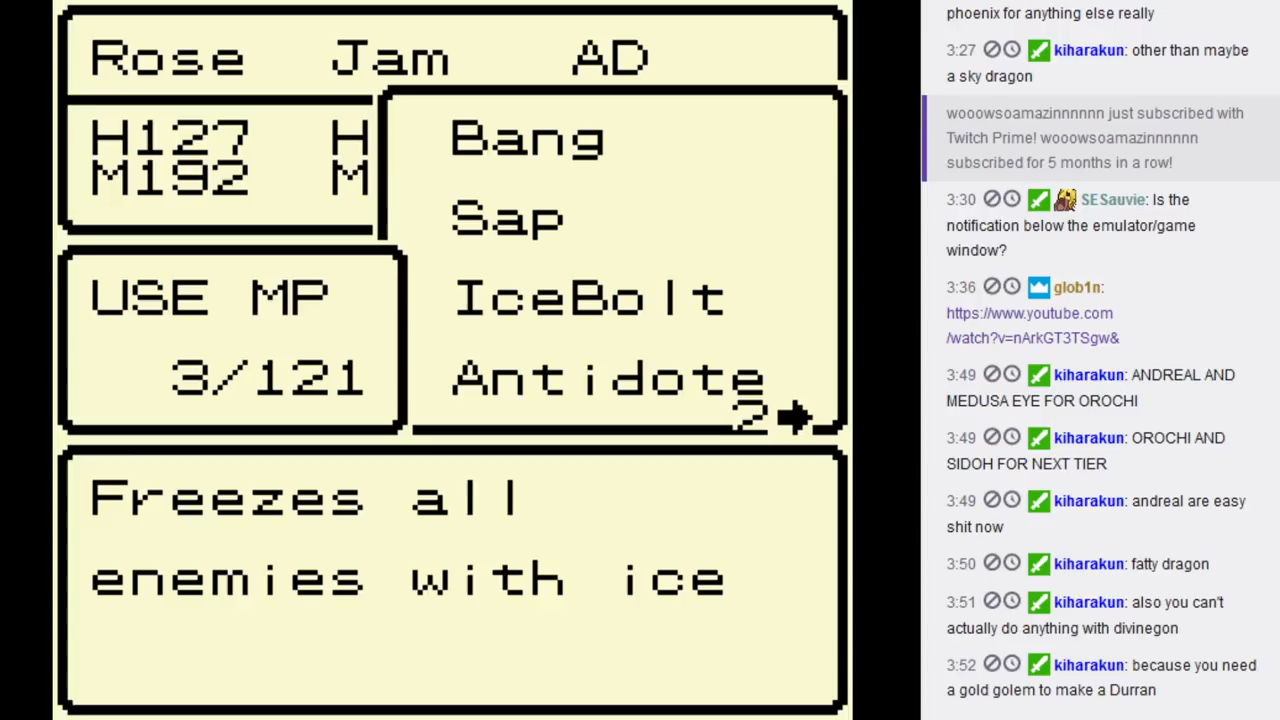 Rose Jam AD
H127 H
M192 M
Bang
Sap
IceBolt
Antidote
2
USE MP
3/121
Freezes all
enemies with ice
phoenix for anything else really
3:27 kiharakun: other than maybe
a sky dragon
wooowsoamazinnnnnn just subscribed with
Twitch Prime! wooowsoamazinnnnnn
subscribed for 5 months in a row!
3:30 SESauvie: Is the
notification below the emulator/game
window?
3:36 glob1n:
https://www.youtube.com
/watch?v=nArkGT3TSgw&
3:49 kiharakun: ANDREAL AND
MEDUSA EYE FOR OROCHI
3:49 kiharakun: OROCHI AND
SIDOH FOR NEXT TIER
3:49 kiharakun: andreal are easy
shit now
3:50 kiharakun: fatty dragon
3:51 kiharakun: also you can't
actually do anything with divinegon
3:52 kiharakun: because you need
a gold golem to make a Durran